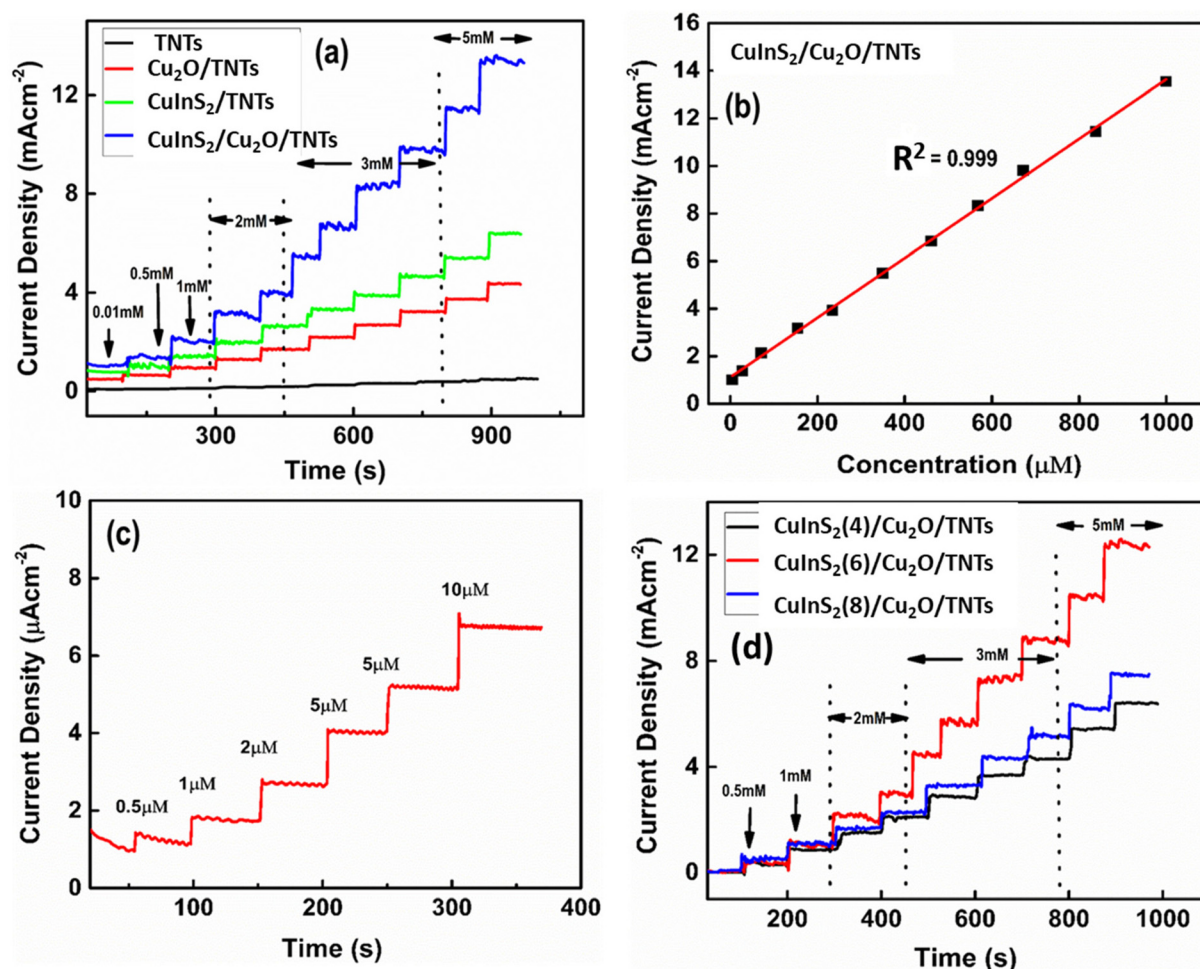 (a)
TNTs
Cu₂O/TNTs
CuInS₂/TNTs
CuInS₂/Cu₂O/TNTs
5mM
3mM
2mM
0.5mM
1mM
0.01mM
12
8
4
0
Current Density (mAcm⁻²)
300
600
900
Time (s)
(b)
CuInS₂/Cu₂O/TNTs
R² = 0.999
16
14
12
10
8
6
4
2
0
Current Density (mAcm⁻²)
0
200
400
600
800
1000
Concentration (μM)
(c)
10μM
5μM
5μM
2μM
1μM
0.5μM
10
8
6
4
2
0
Current Density (μAcm⁻²)
100
200
300
400
Time (s)
(d)
CuInS₂(4)/Cu₂O/TNTs
CuInS₂(6)/Cu₂O/TNTs
CuInS₂(8)/Cu₂O/TNTs
5mM
3mM
2mM
1mM
0.5mM
12
8
4
0
Current Density (mAcm⁻²)
200
400
600
800
1000
Time (s)